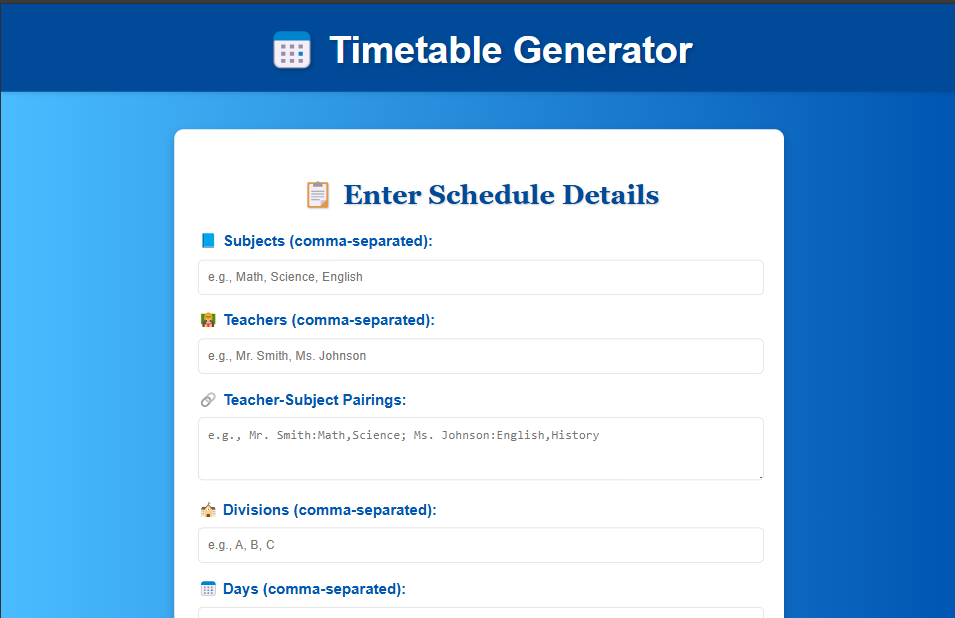 Timetable Generator
Enter Schedule Details
Subjects (comma-separated):
e.g., Math, Science, English
Teachers (comma-separated):
e.g., Mr. Smith, Ms. Johnson
Teacher-Subject Pairings:
e.g., Mr. Smith:Math,Science; Ms. Johnson:English,History
Divisions (comma-separated):
e.g., A, B, C
Days (comma-separated):